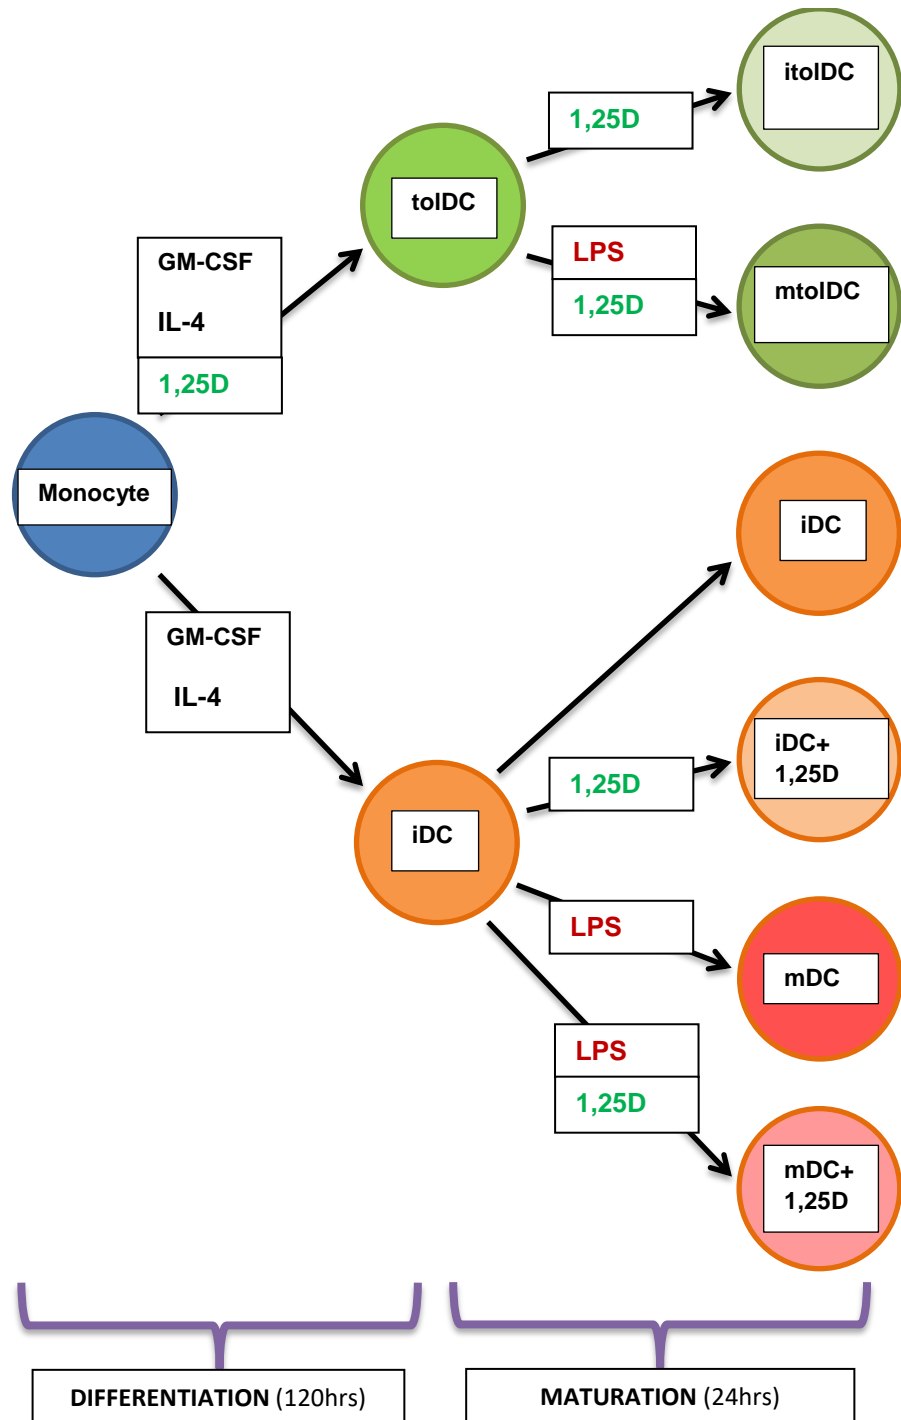 itolDC
1,25D
tolDC
LPS
1,25D
mtolDC
GM-CSF
IL-4
1,25D
Monocyte
iDC
GM-CSF
IL-4
iDC+
1,25D
1,25D
iDC
LPS
mDC
LPS
1,25D
mDC+
1,25D
DIFFERENTIATION (120hrs)
MATURATION (24hrs)